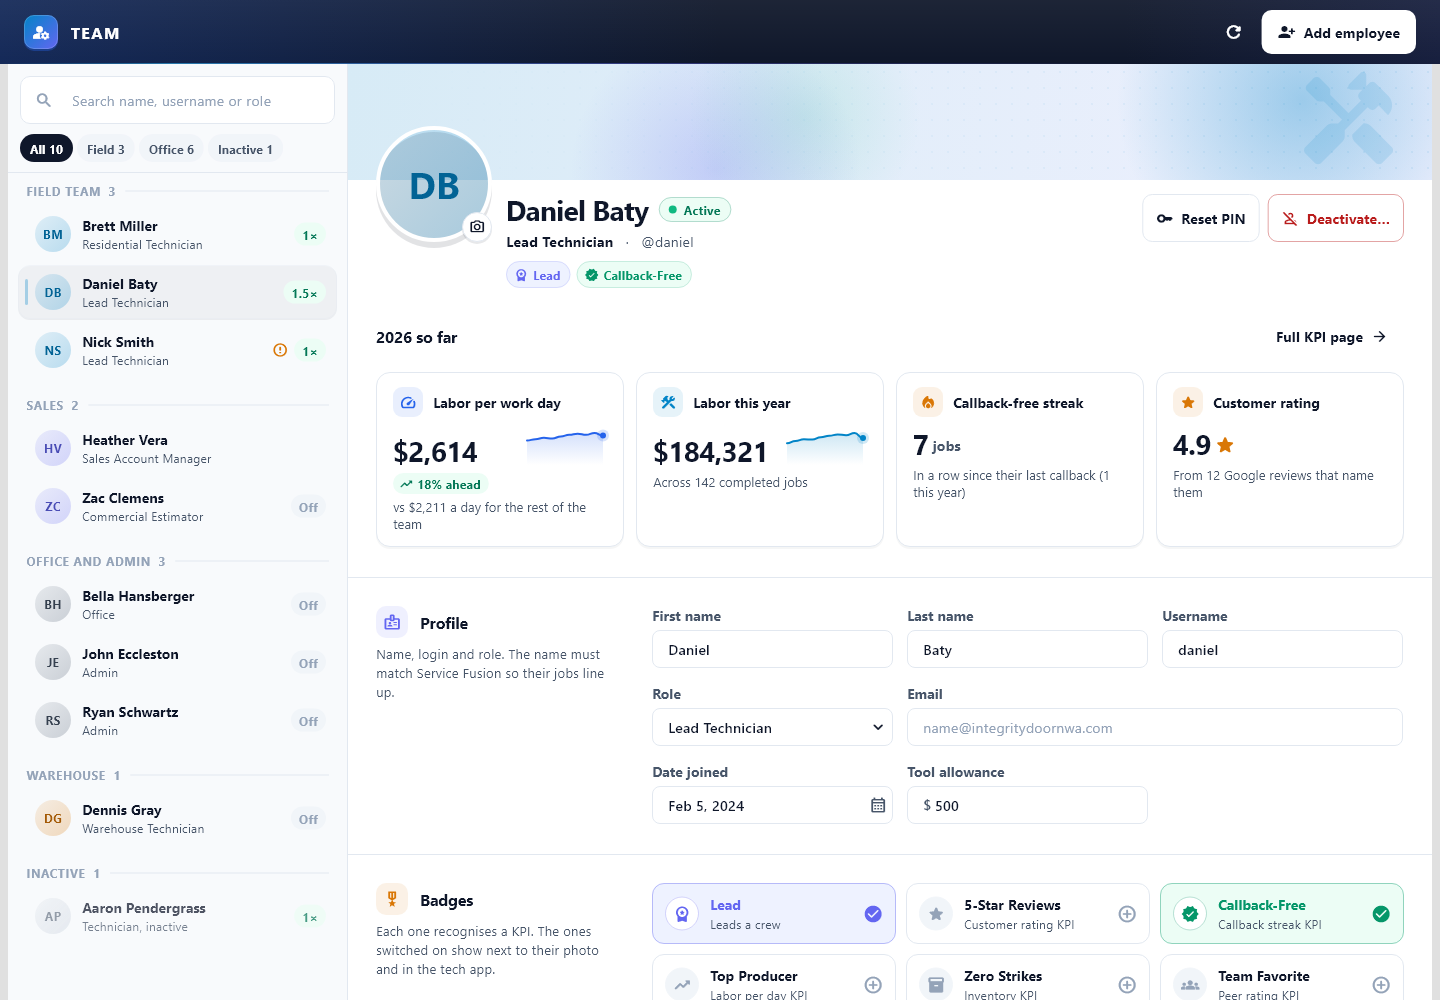 TEAM
Add employee
Search name, username or role
All 10
Field 3
Office 6
Inactive 1
FIELD TEAM 3
BM
Brett Miller
Residential Technician
1×
DB
Daniel Baty
Lead Technician
1.5×
NS
Nick Smith
Lead Technician
1×
SALES 2
HV
Heather Vera
Sales Account Manager
ZC
Zac Clemens
Commercial Estimator
Off
OFFICE AND ADMIN 3
BH
Bella Hansberger
Office
Off
JE
John Eccleston
Admin
Off
RS
Ryan Schwartz
Admin
Off
WAREHOUSE 1
DG
Dennis Gray
Warehouse Technician
Off
INACTIVE 1
AP
Aaron Pendergrass
Technician, inactive
1×
DB
Daniel Baty
Active
Lead Technician · @daniel
Lead
Callback-Free
Reset PIN
Deactivate...
2026 so far
Full KPI page
Labor per work day
$2,614
18% ahead
vs $2,211 a day for the rest of the
team
Labor this year
$184,321
Across 142 completed jobs
Callback-free streak
7 jobs
In a row since their last callback (1
this year)
Customer rating
4.9
From 12 Google reviews that name
them
Profile
Name, login and role. The name must
match Service Fusion so their jobs line
up.
First name
Daniel
Last name
Baty
Username
daniel
Role
Lead Technician
Email
name@integritydoornwa.com
Date joined
Feb 5, 2024
Tool allowance
$ 500
Badges
Each one recognises a KPI. The ones
switched on show next to their photo
and in the tech app.
Lead
Leads a crew
5-Star Reviews
Customer rating KPI
Callback-Free
Callback streak KPI
Top Producer
Labor per day KPI
Zero Strikes
Inventory KPI
Team Favorite
Peer rating KPI